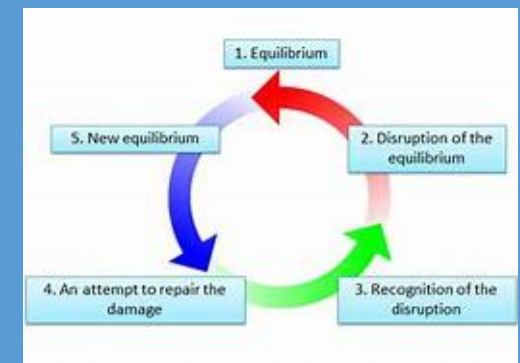 1. Equilibrium
2. Disruption of the
equilibrium
3. Recognition of the
disruption
4. An attempt to repair the
damage
5. New equilibrium